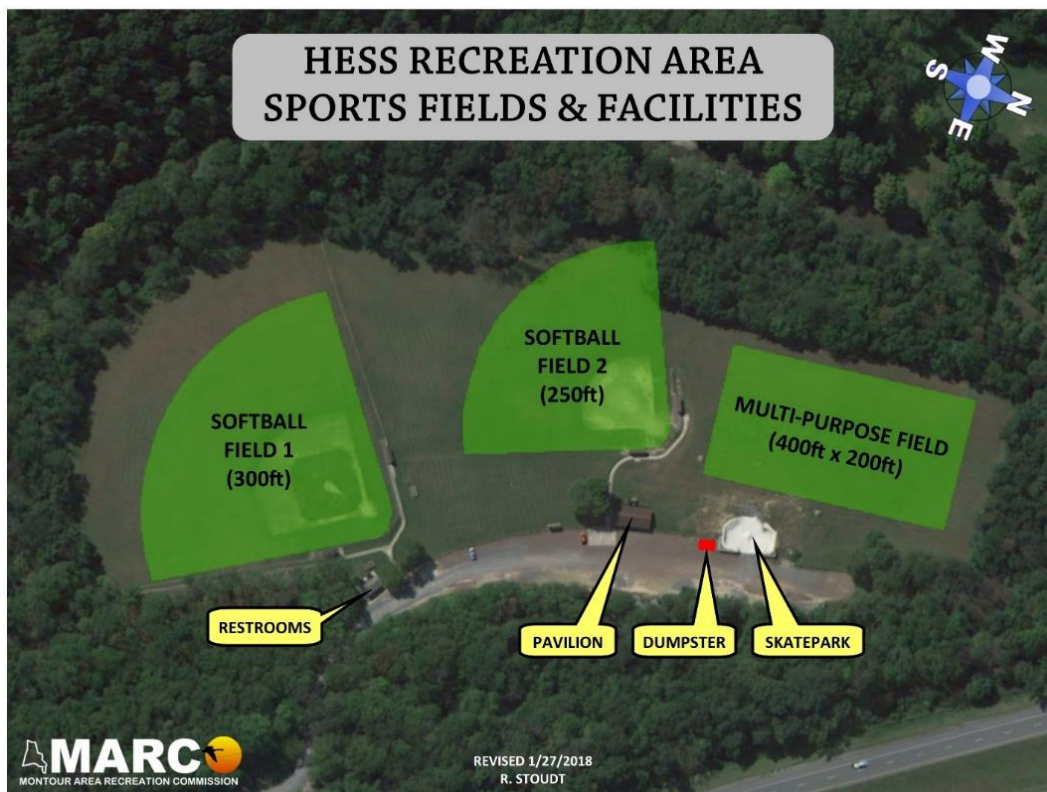 HESS RECREATION AREA
SPORTS FIELDS & FACILITIES
W
S
N
E
SOFTBALL
FIELD 2
(250ft)
SOFTBALL
FIELD 1
(300ft)
MULTI-PURPOSE FIELD
(400ft x 200ft)
RESTROOMS
PAVILION
DUMPSTER
SKATEPARK
MARC
MONTOUR AREA RECREATION COMMISSION
REVISED 1/27/2018
R. STOUDT